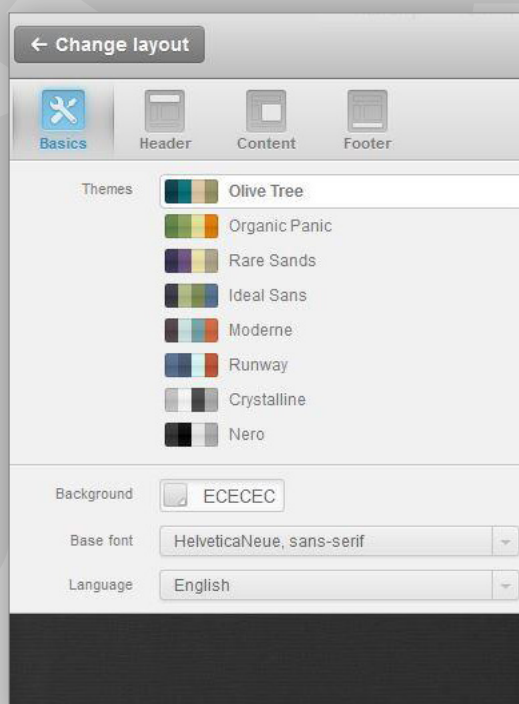 ← Change layout
Basics Header Content Footer
Themes Olive Tree
Organic Panic
Rare Sands
Ideal Sans
Moderne
Runway
Crystalline
Nero
Background ECECEC
Base font HelveticaNeue, sans-serif
Language English